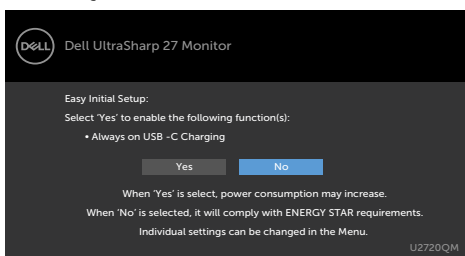 DELL
Dell UltraSharp 27 Monitor
Easy Initial Setup:
Select 'Yes' to enable the following function(s):
• Always on USB -C Charging
Yes
No
When 'Yes' is select, power consumption may increase.
When 'No' is selected, it will comply with ENERGY STAR requirements.
Individual settings can be changed in the Menu.
U2720QM